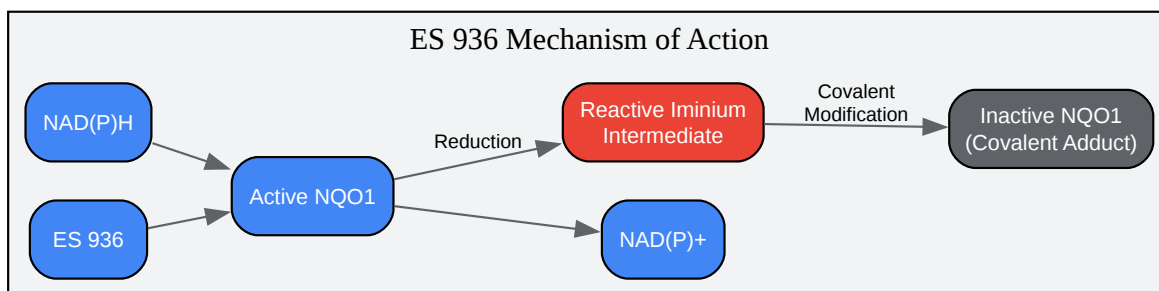 ES 936 Mechanism of Action
NAD(P)H
ES 936
Active NQO1
Reduction
Reactive Iminium
Intermediate
NAD(P)+
Covalent
Modification
Inactive NQO1
(Covalent Adduct)